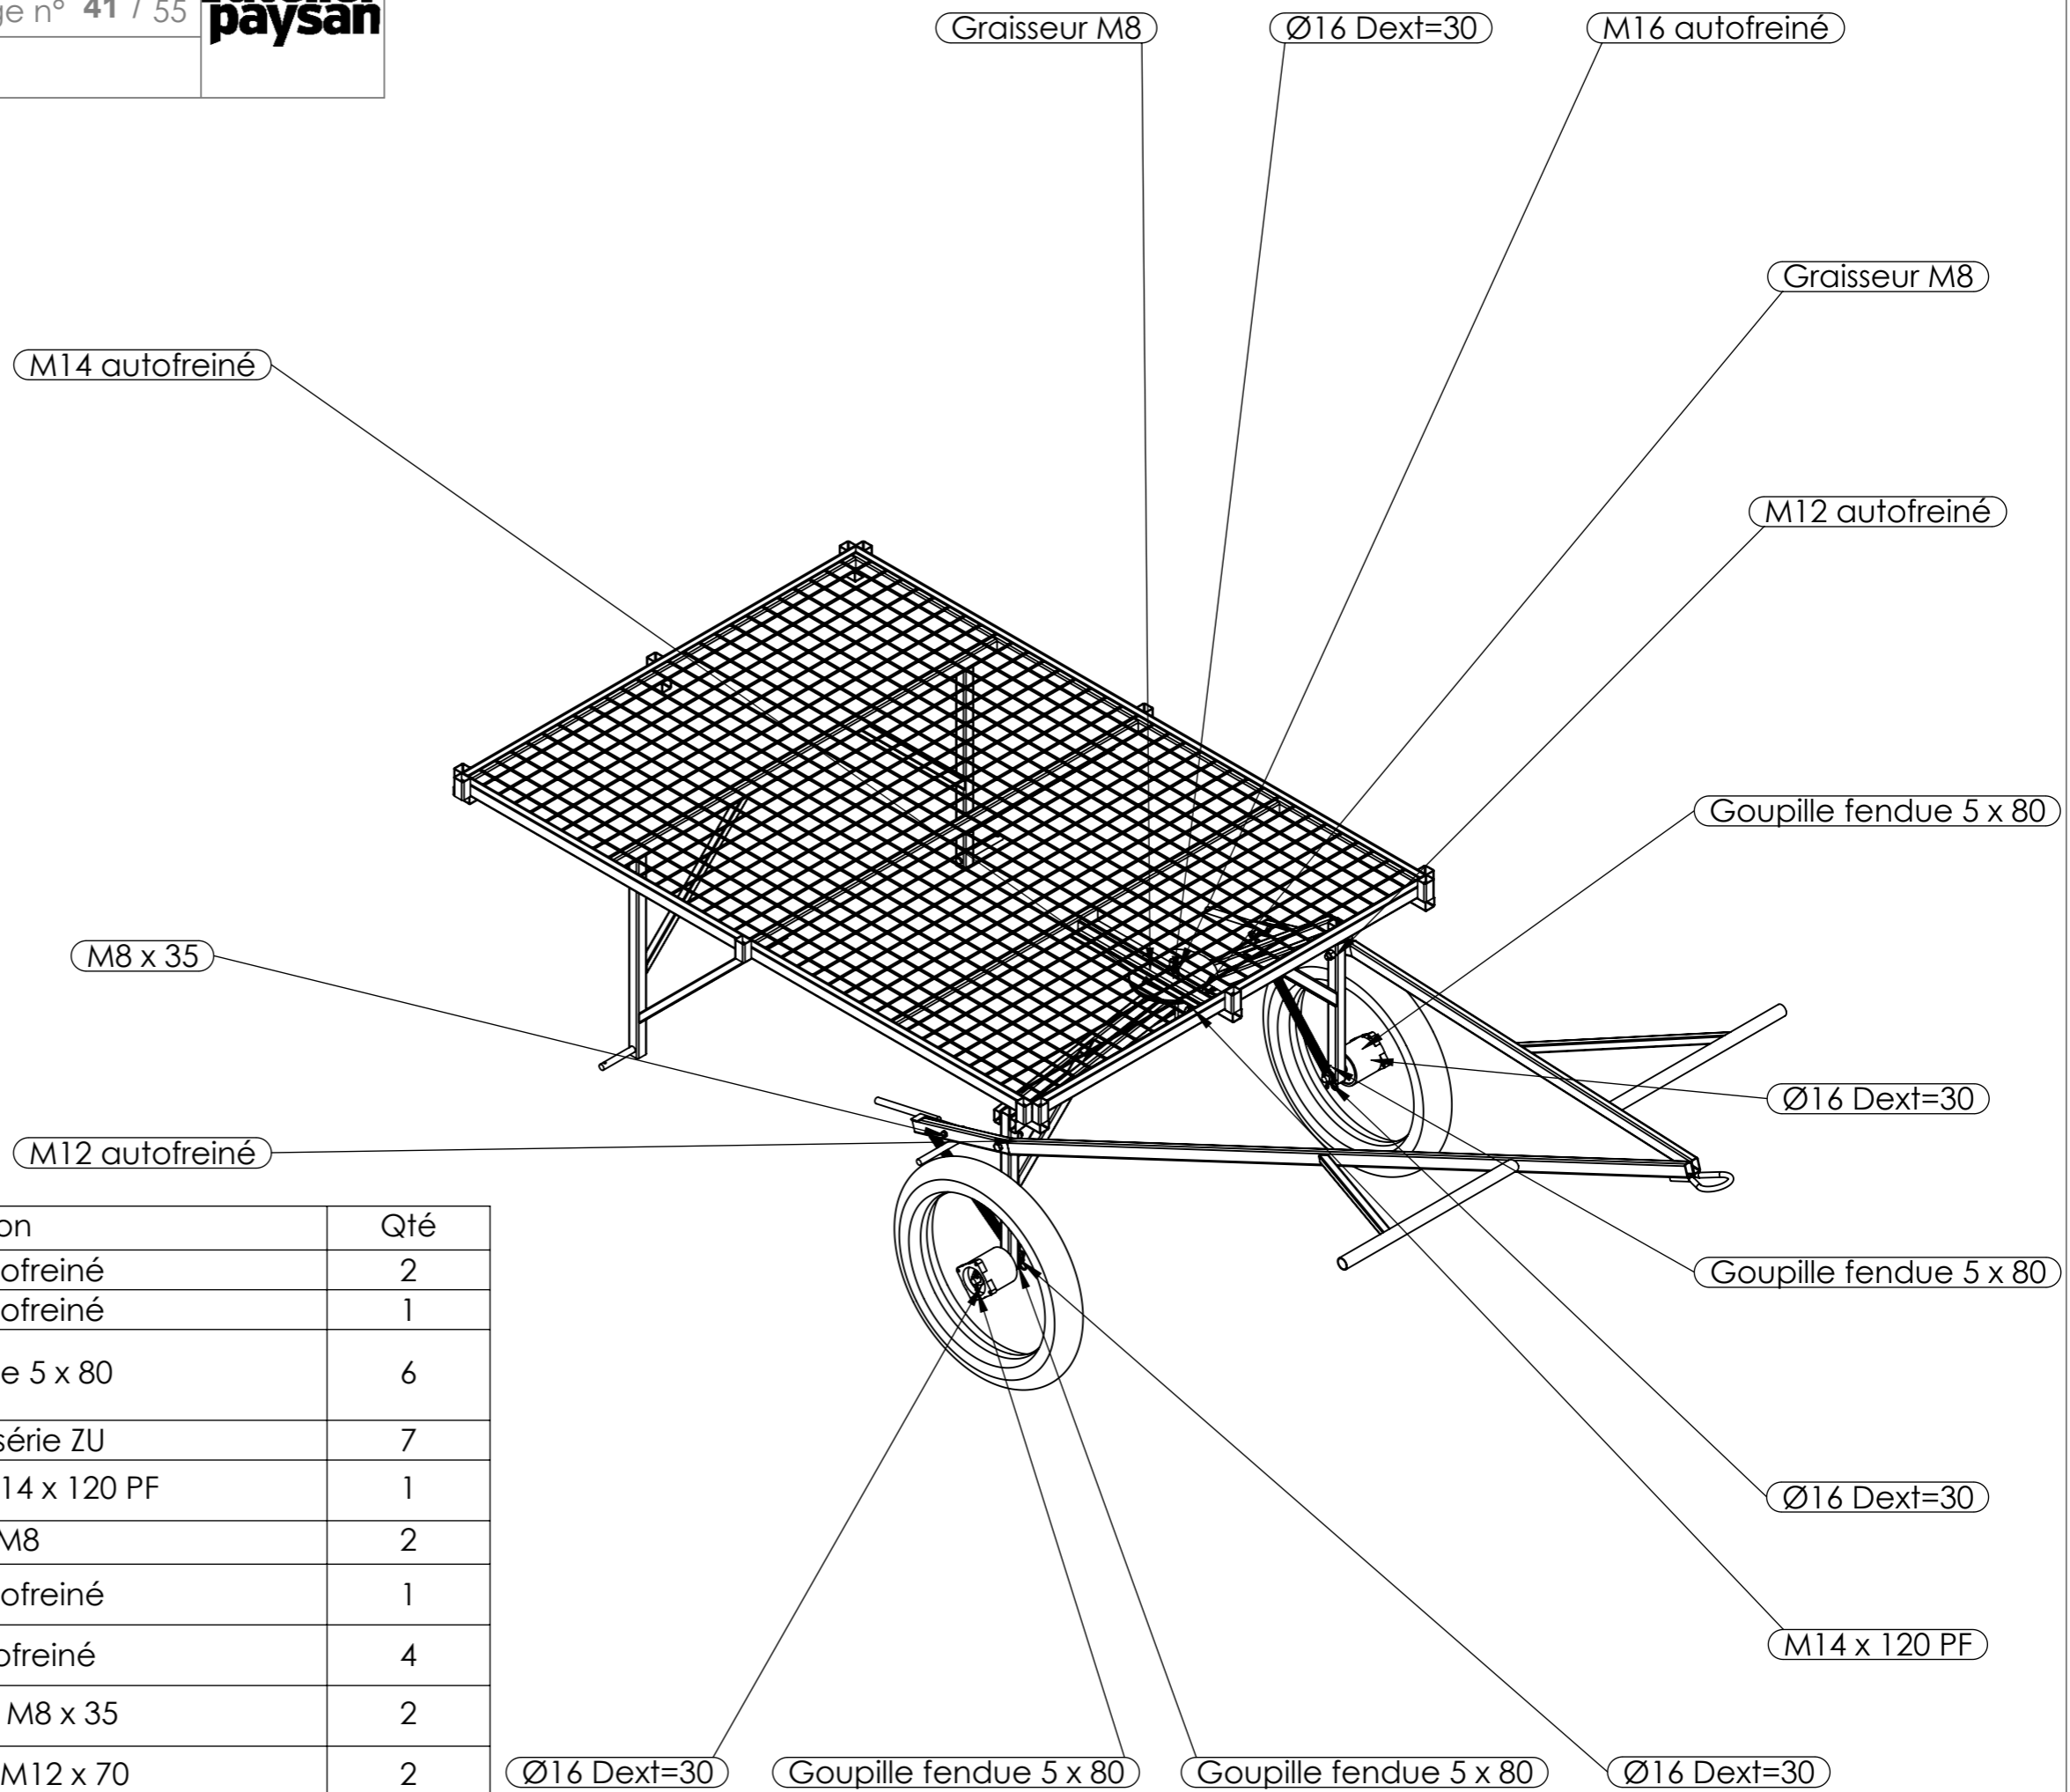 n° 41 / 55
paysan
Graisseur M8
Ø16 Dext=30
M16 autofreiné
Graisseur M8
M14 autofreiné
M12 autofreiné
Goupille fendue 5 x 80
M8 x 35
Ø16 Dext=30
M12 autofreiné
Goupille fendue 5 x 80
Ø16 Dext=30
M14 x 120 PF
Ø16 Dext=30
Goupille fendue 5 x 80
Goupille fendue 5 x 80
Ø16 Dext=30
on Qté
ofreiné 2
ofreiné 1
e 5 x 80 6
série ZU 7
14 x 120 PF 1
M8 2
ofreiné 1
ofreiné 4
M8 x 35 2
M12 x 70 2